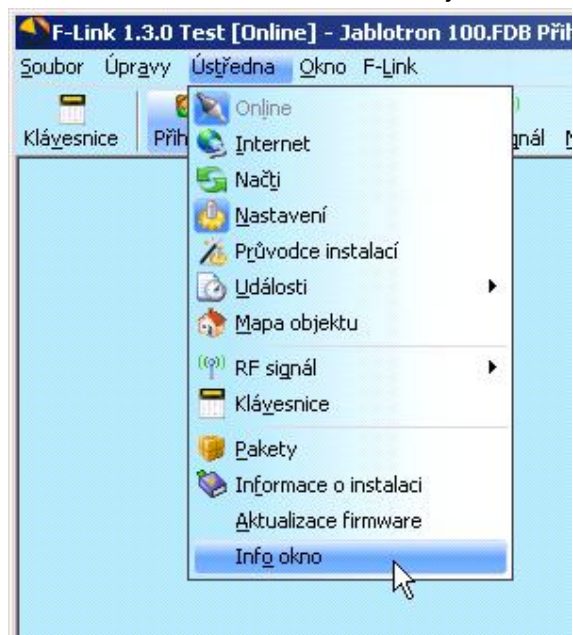 F-Link 1.3.0 Test [Online] - Jablotron 100.FDB
Soubor Úpravy Ústředna Okno F-Link
Klávesnice
Online
Internet
Načti
Nastavení
Průvodce instalací
Události
Mapa objektu
RF signál
Klávesnice
Pakety
Informace o instalaci
Aktualizace firmware
Info okno